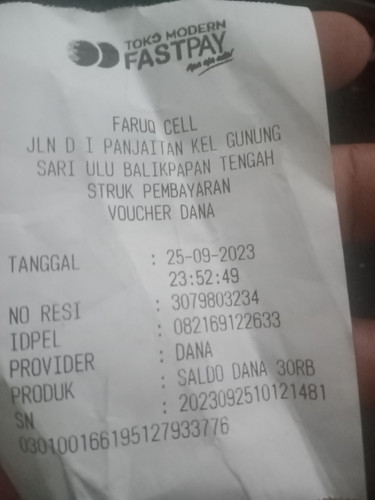 TOKO MODERN
FASTPAY
Apa aja ada!
FARUQ CELL
JLN D I PANJAITAN KEL GUNUNG
SARI ULU BALIKPAPAN TENGAH
STRUK PEMBAYARAN
VOUCHER DANA
TANGGAL : 25-09-2023
23:52:49
NO RESI : 3079803234
IDPEL : 082169122633
PROVIDER : DANA
PRODUK : SALDO DANA 30RB
SN : 2023092510121481
030100166195127933776